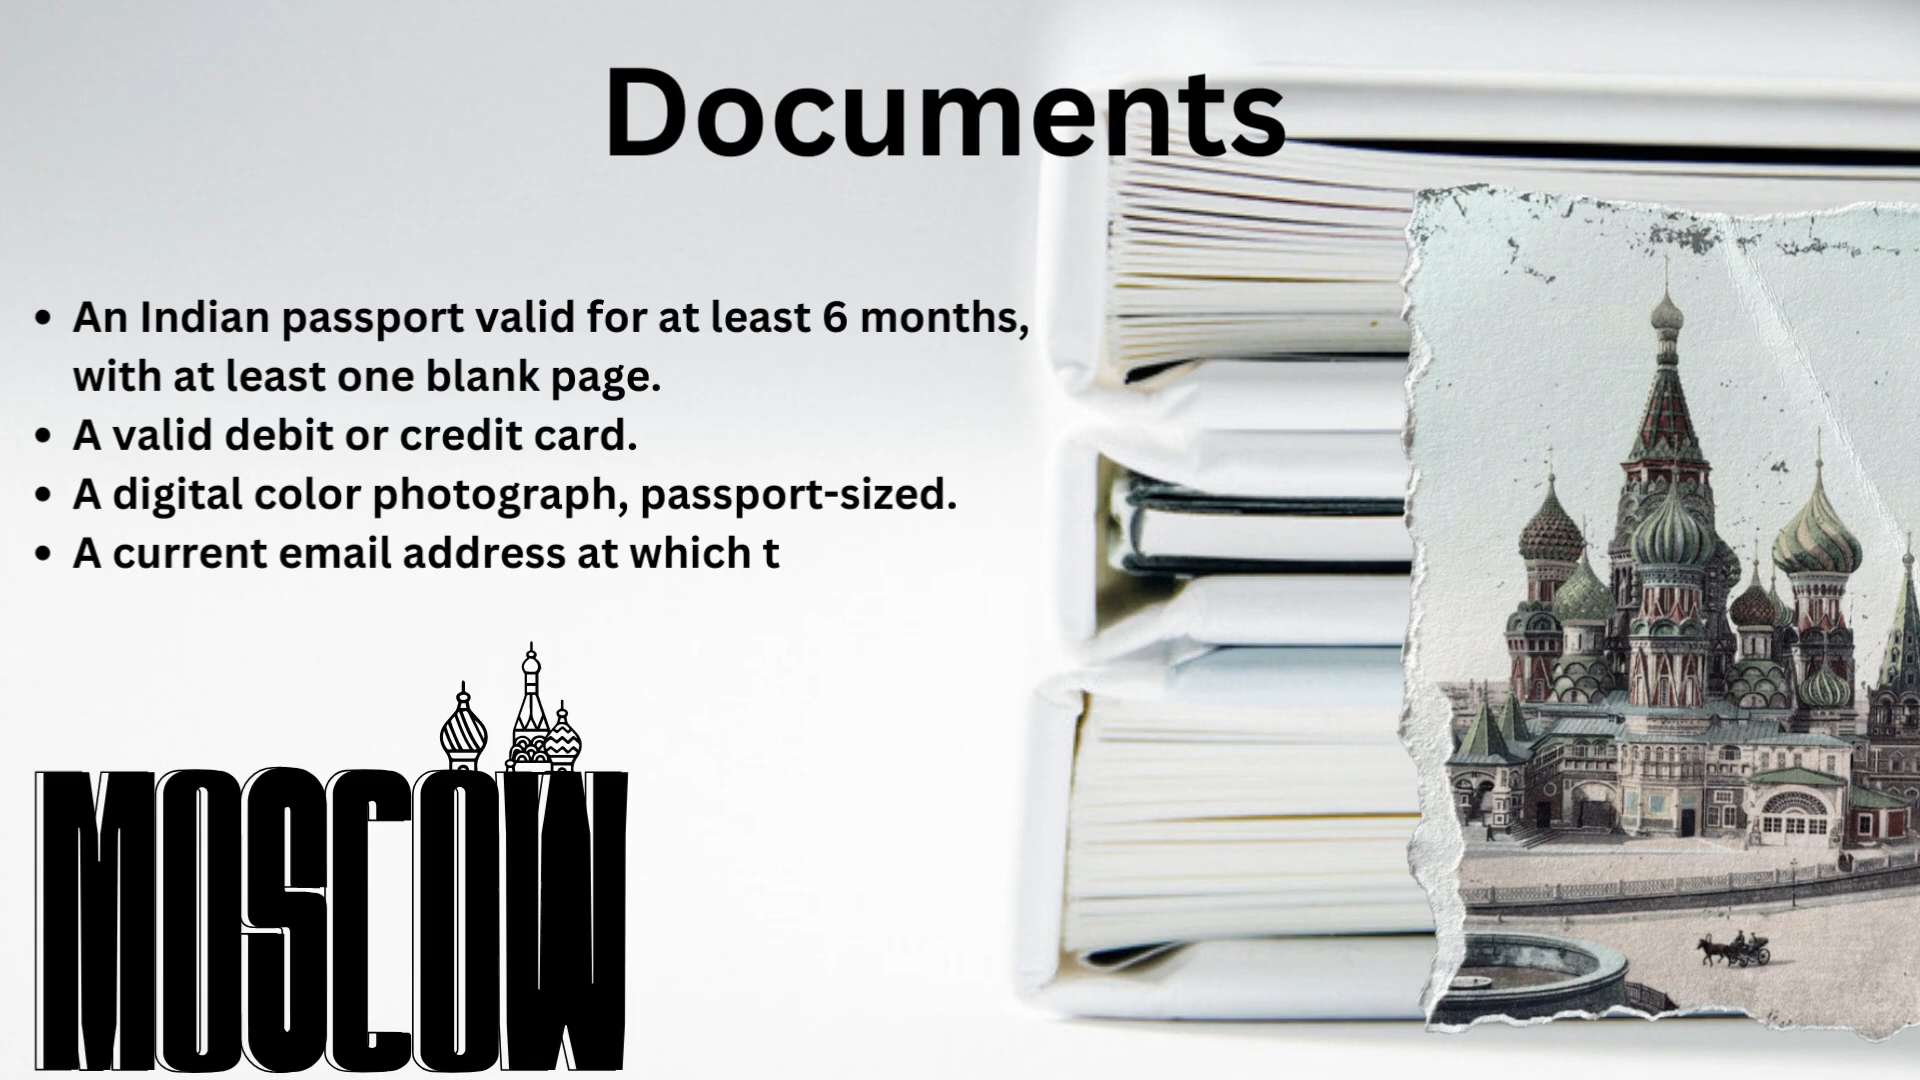 Documents
• An Indian passport valid for at least 6 months,
with at least one blank page.
• A valid debit or credit card.
• A digital color photograph, passport-sized.
• A current email address at which t
MOSCOW